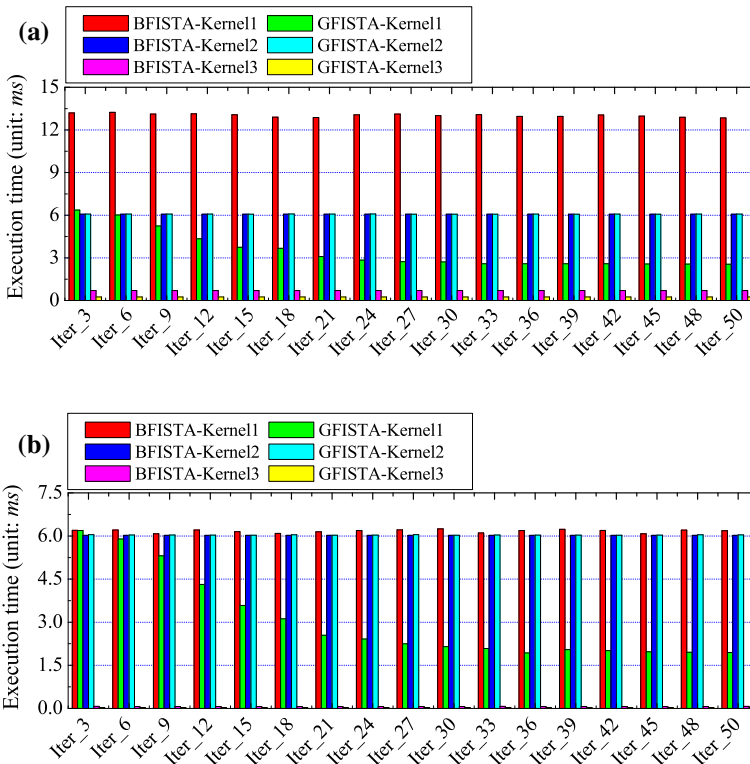 (a)
BFISTA-Kernel1 GFISTA-Kernel1
BFISTA-Kernel2 GFISTA-Kernel2
BFISTA-Kernel3 GFISTA-Kernel3
Execution time (unit: ms)
15
12
9
6
3
0
Iter_3 Iter_6 Iter_9 Iter_12 Iter_15 Iter_18 Iter_21 Iter_24 Iter_27 Iter_30 Iter_33 Iter_36 Iter_39 Iter_42 Iter_45 Iter_48 Iter_50
(b)
BFISTA-Kernel1 GFISTA-Kernel1
BFISTA-Kernel2 GFISTA-Kernel2
BFISTA-Kernel3 GFISTA-Kernel3
Execution time (unit: ms)
7.5
6.0
4.5
3.0
1.5
0.0
Iter_3 Iter_6 Iter_9 Iter_12 Iter_15 Iter_18 Iter_21 Iter_24 Iter_27 Iter_30 Iter_33 Iter_36 Iter_39 Iter_42 Iter_45 Iter_48 Iter_50